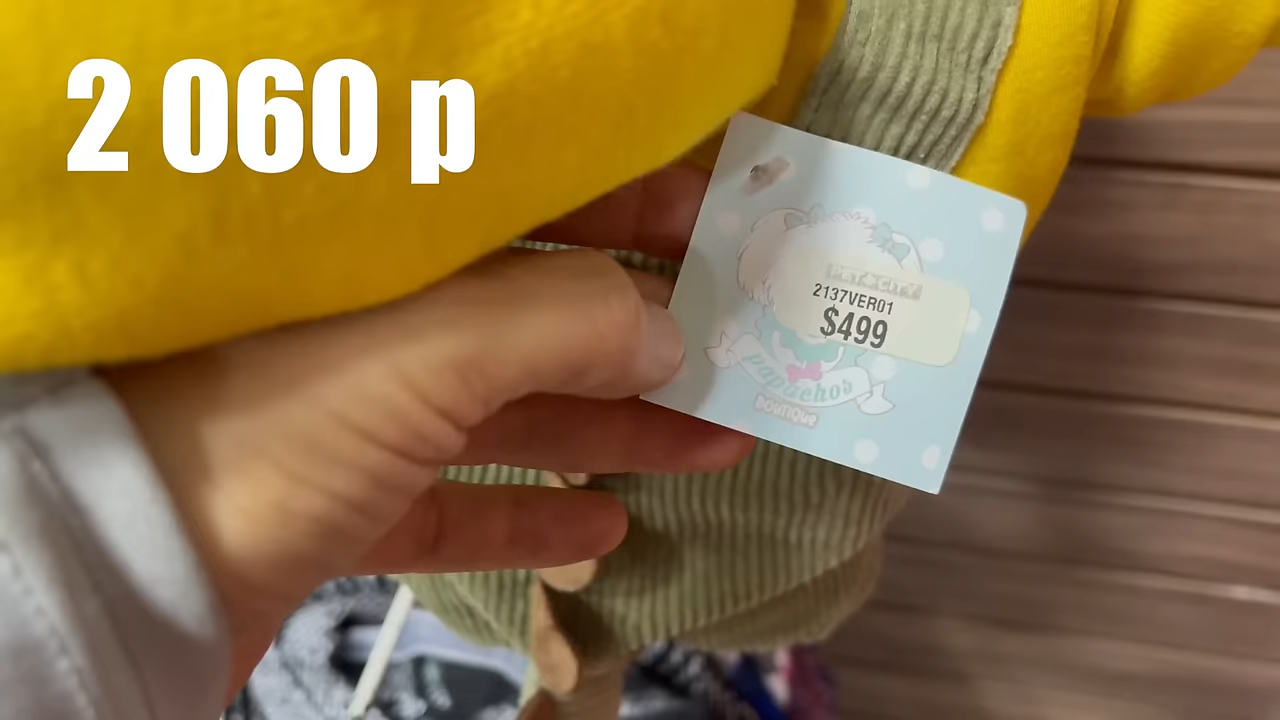 2 060 р
PET & CITY
2137VER01
$499
papachos
BOUTIQUE